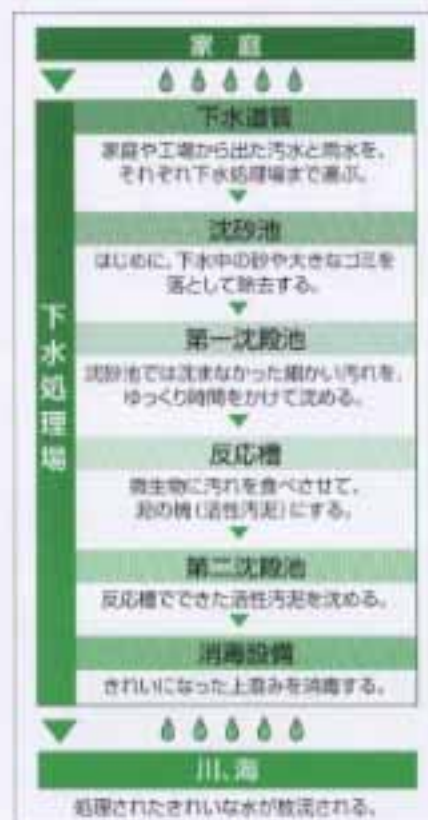 家庭
下水処理場
下水道管
家庭や工場から出た汚水と雨水を、
それぞれ下水処理場まで運ぶ。
沈砂池
はじめに、下水中の砂や大きなゴミを
落として除去する。
第一沈殿池
沈砂池では沈まなかった細かい汚れを、
ゆっくり時間をかけて沈める。
反応槽
微生物に汚れを食べさせて、
泥の塊(活性汚泥)にする。
第二沈殿池
反応槽でできた活性汚泥を沈める。
消毒設備
きれいになった上澄みを消毒する。
川、海
処理されたきれいな水が放流される。